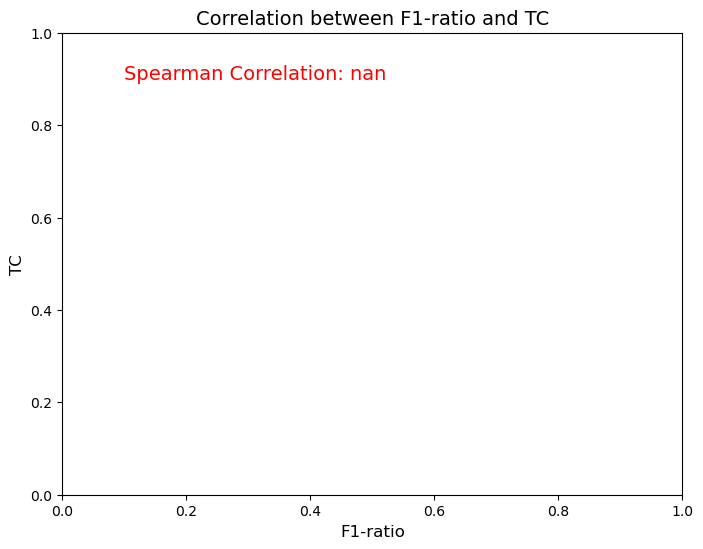 Correlation between F1-ratio and TC
Spearman Correlation: nan
1.0
0.8
0.6
0.4
0.2
0.0
TC
0.0 0.2 0.4 0.6 0.8 1.0
F1-ratio